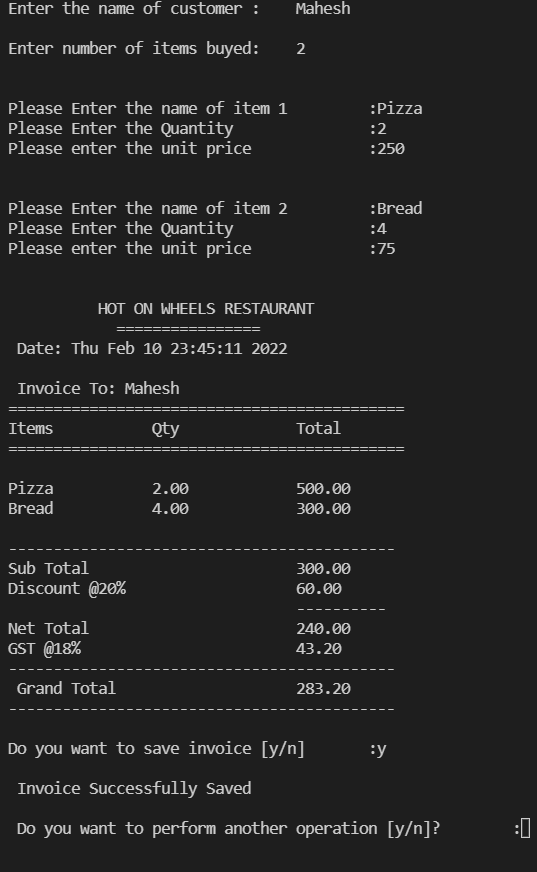 Enter the name of customer :    Mahesh
Enter number of items buyed:    2
Please Enter the name of item 1         :Pizza
Please Enter the Quantity               :2
Please enter the unit price             :250
Please Enter the name of item 2         :Bread
Please Enter the Quantity               :4
Please enter the unit price             :75
HOT ON WHEELS RESTAURANT
================
Date: Thu Feb 10 23:45:11 2022
Invoice To: Mahesh
============================================
Items           Qty             Total
============================================
Pizza           2.00            500.00
Bread           4.00            300.00
-------------------------------------------
Sub Total                       300.00
Discount @20%                   60.00
----------
Net Total                       240.00
GST @18%                        43.20
-------------------------------------------
Grand Total                     283.20
-------------------------------------------
Do you want to save invoice [y/n]       :y
Invoice Successfully Saved
Do you want to perform another operation [y/n]?        :